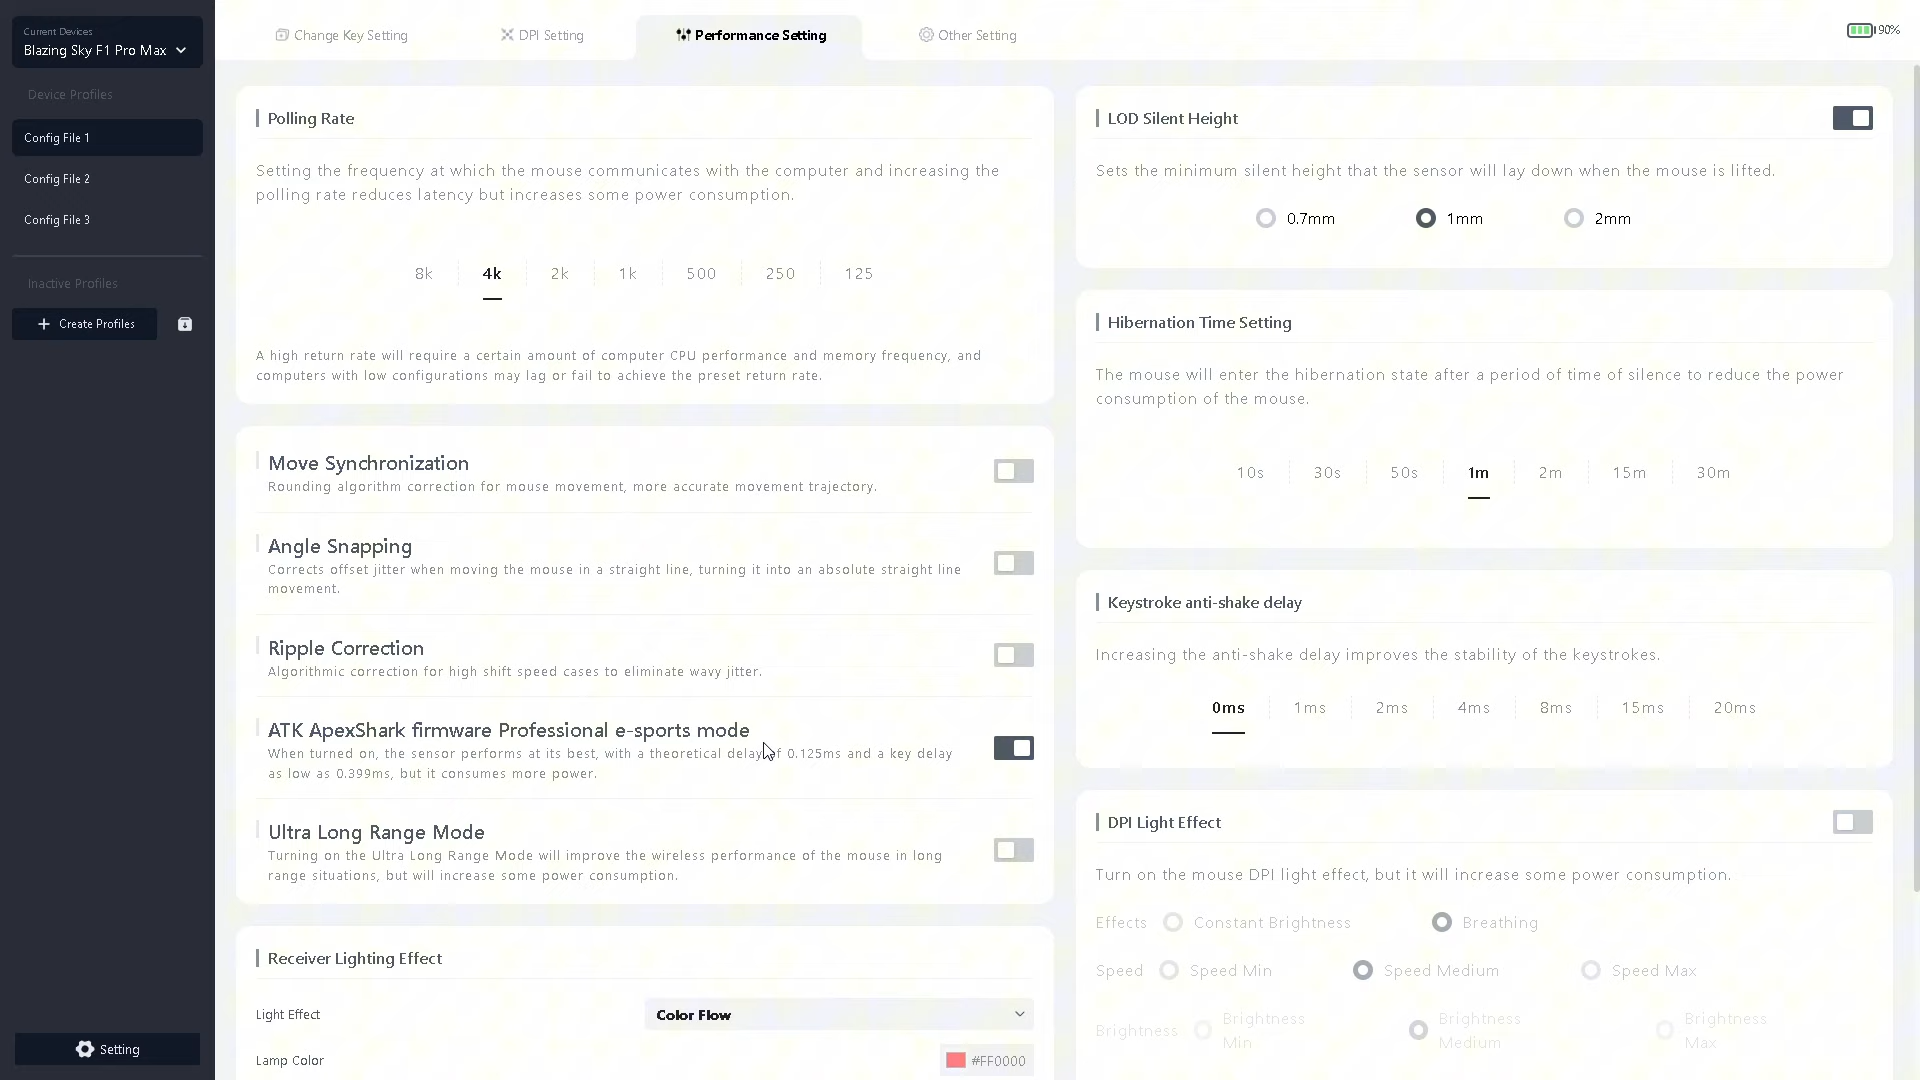 Current Devices
Blazing Sky F1 Pro Max
Device Profiles
Config File 1
Config File 2
Config File 3
Inactive Profiles
Create Profiles
Setting
Change Key Setting
DPI Setting
Performance Setting
Other Setting
90%
Polling Rate
Setting the frequency at which the mouse communicates with the computer and increasing the
polling rate reduces latency but increases some power consumption.
8k 4k 2k 1k 500 250 125
A high return rate will require a certain amount of computer CPU performance and memory frequency, and
computers with low configurations may lag or fail to achieve the preset return rate.
Move Synchronization
Rounding algorithm correction for mouse movement, more accurate movement trajectory.
Angle Snapping
Corrects offset jitter when moving the mouse in a straight line, turning it into an absolute straight line
movement.
Ripple Correction
Algorithmic correction for high shift speed cases to eliminate wavy jitter.
ATK ApexShark firmware Professional e-sports mode
When turned on, the sensor performs at its best, with a theoretical delay of 0.125ms and a key delay
as low as 0.399ms, but it consumes more power.
Ultra Long Range Mode
Turning on the Ultra Long Range Mode will improve the wireless performance of the mouse in long
range situations, but will increase some power consumption.
Receiver Lighting Effect
Light Effect
Color Flow
Lamp Color
#FF0000
LOD Silent Height
Sets the minimum silent height that the sensor will lay down when the mouse is lifted.
0.7mm 1mm 2mm
Hibernation Time Setting
The mouse will enter the hibernation state after a period of time of silence to reduce the power
consumption of the mouse.
10s 30s 50s 1m 2m 15m 30m
Keystroke anti-shake delay
Increasing the anti-shake delay improves the stability of the keystrokes.
0ms 1ms 2ms 4ms 8ms 15ms 20ms
DPI Light Effect
Turn on the mouse DPI light effect, but it will increase some power consumption.
Effects Constant Brightness Breathing
Speed Speed Min Speed Medium Speed Max
Brightness Brightness Min Brightness Medium Brightness Max